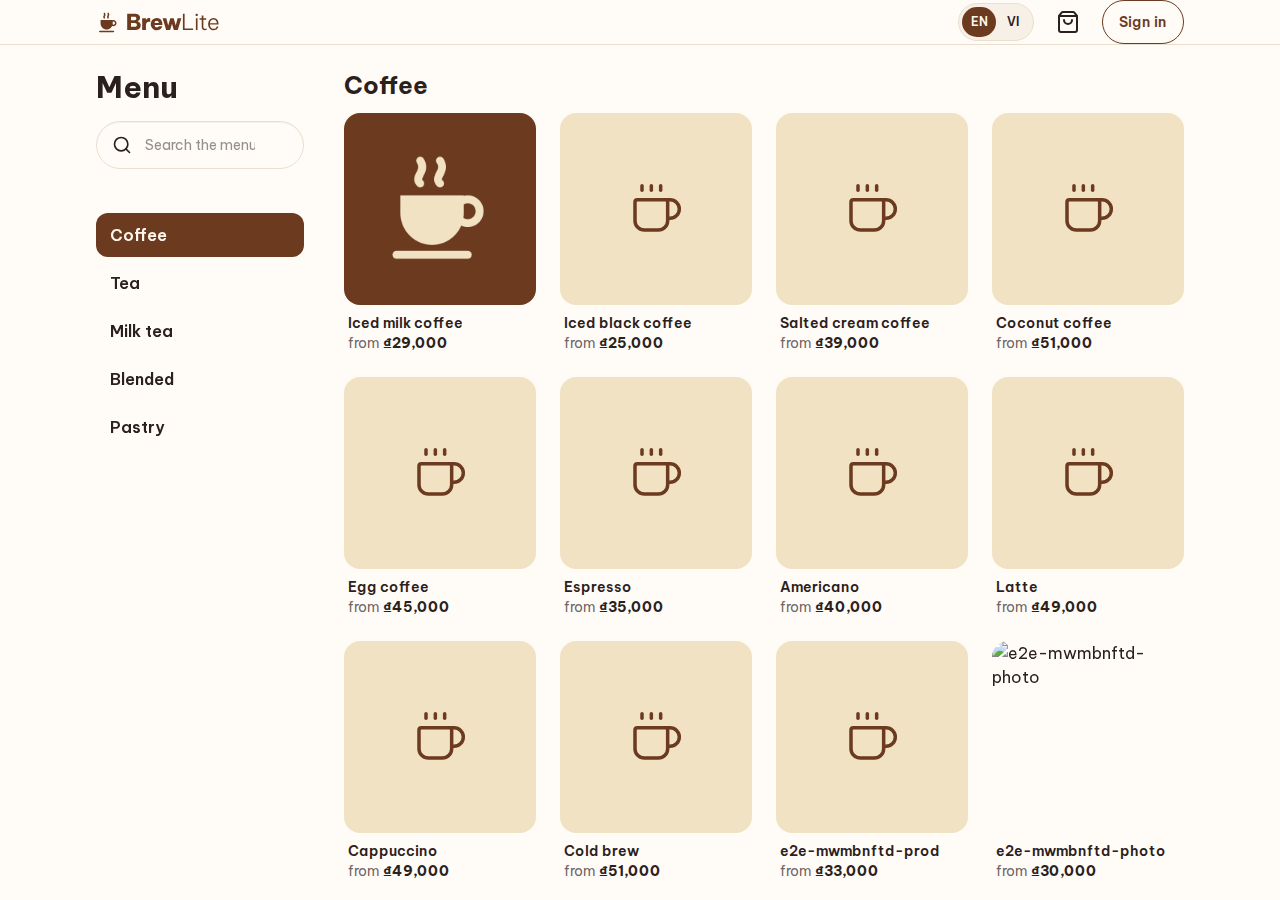 BrewLite
EN
VI
Sign in
Menu
Search the menu
Coffee
Tea
Milk tea
Blended
Pastry
Coffee
Iced milk coffee
from ₫29,000
Iced black coffee
from ₫25,000
Salted cream coffee
from ₫39,000
Coconut coffee
from ₫51,000
Egg coffee
from ₫45,000
Espresso
from ₫35,000
Americano
from ₫40,000
Latte
from ₫49,000
Cappuccino
from ₫49,000
Cold brew
from ₫51,000
e2e-mwmbnftd-prod
from ₫33,000
e2e-mwmbnftd-
photo
e2e-mwmbnftd-photo
from ₫30,000